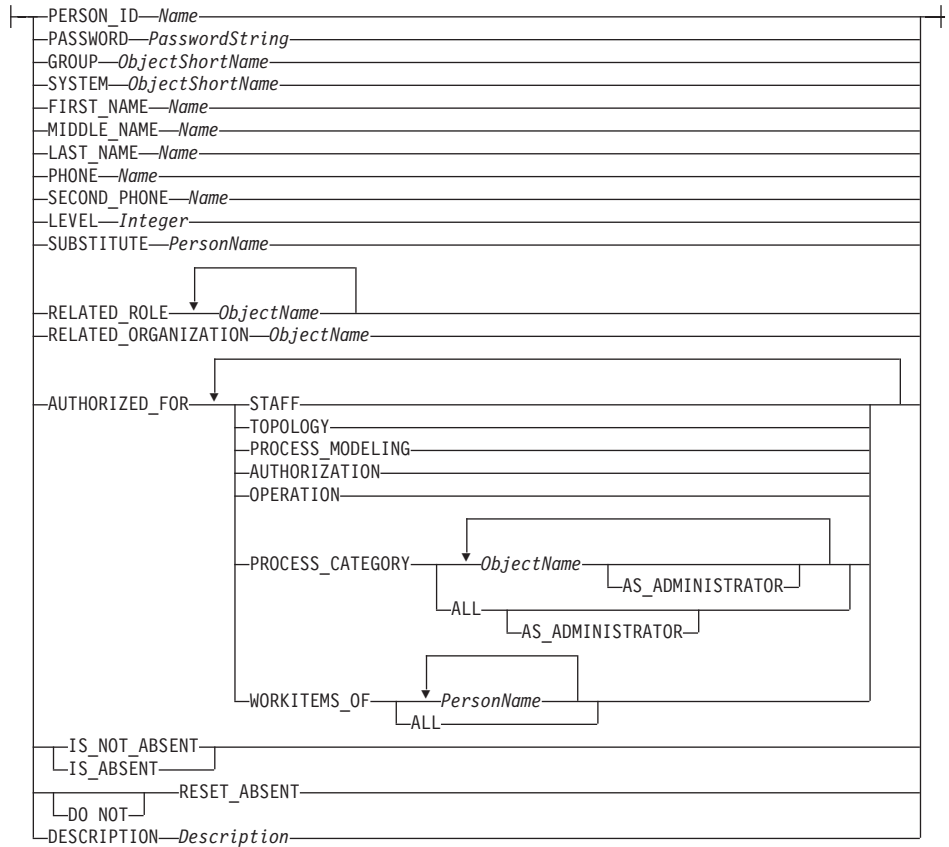 PERSON_ID Name
PASSWORD PasswordString
GROUP ObjectShortName
SYSTEM ObjectShortName
FIRST_NAME Name
MIDDLE_NAME Name
LAST_NAME Name
PHONE Name
SECOND_PHONE Name
LEVEL Integer
SUBSTITUTE PersonName
RELATED_ROLE ObjectName
RELATED_ORGANIZATION ObjectName
AUTHORIZED_FOR STAFF
TOPOLOGY
PROCESS_MODELING
AUTHORIZATION
OPERATION
PROCESS_CATEGORY ObjectName
AS_ADMINISTRATOR
ALL
AS_ADMINISTRATOR
WORKITEMS_OF PersonName
ALL
IS_NOT_ABSENT
IS_ABSENT
RESET_ABSENT
DO NOT
DESCRIPTION Description